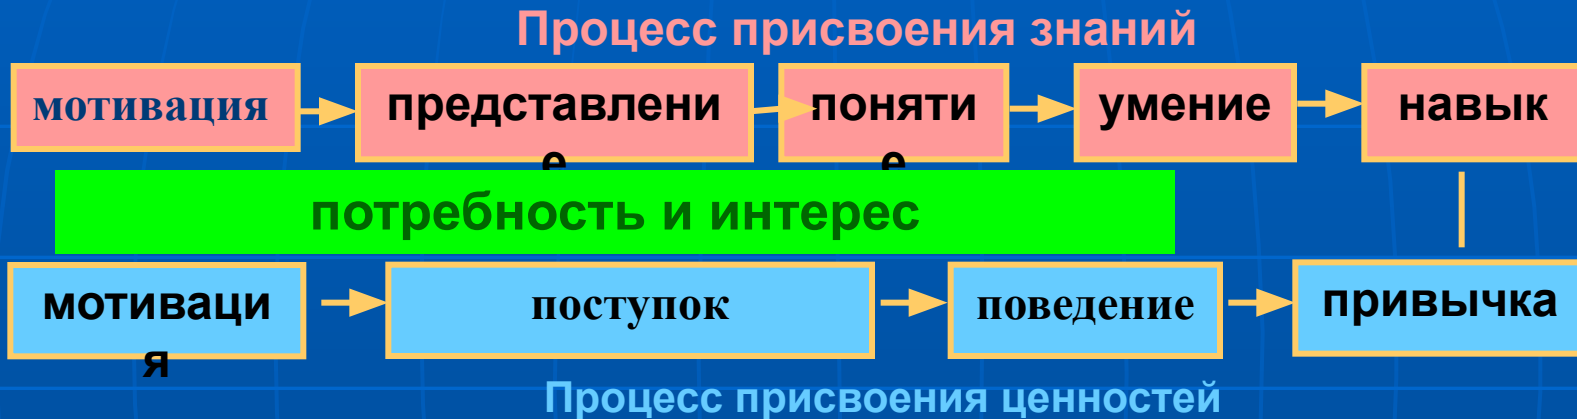 Процесс присвоения знаний
мотивация
представлени
е
поняти
е
умение
навык
потребность и интерес
мотиваци
я
поступок
поведение
привычка
Процесс присвоения ценностей